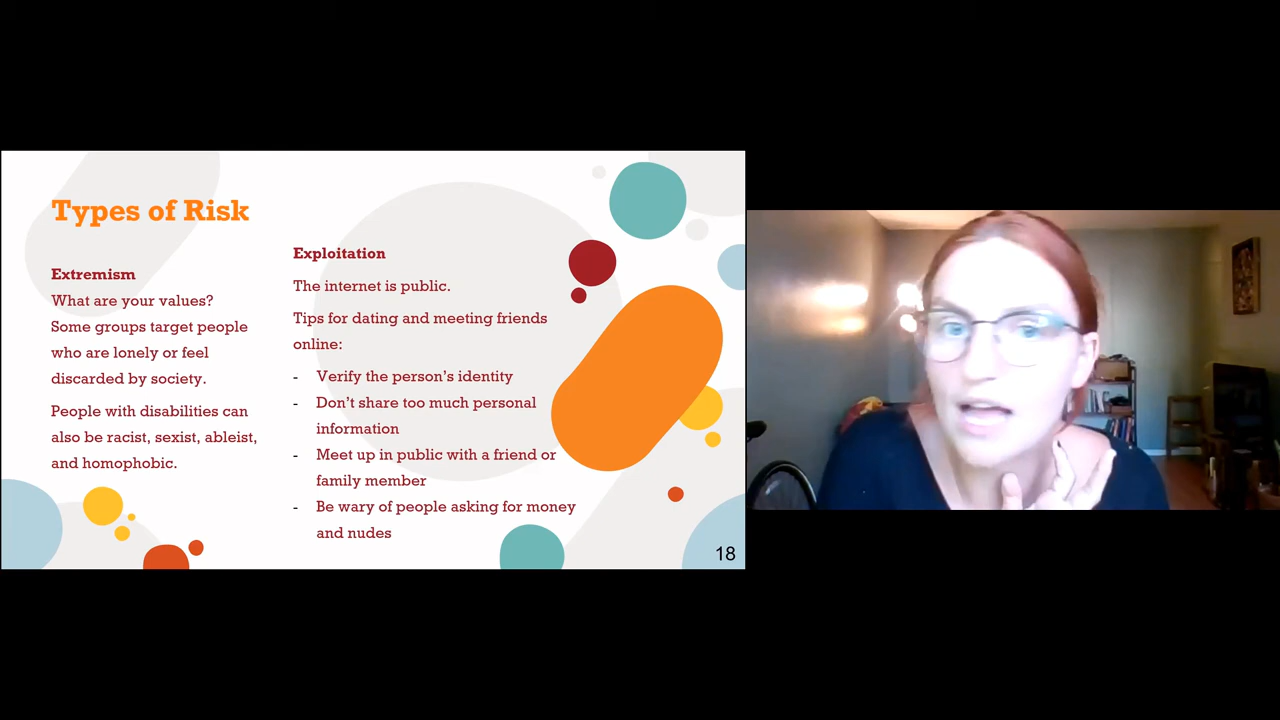 Types of Risk
Extremism
What are your values?
Some groups target people
who are lonely or feel
discarded by society.
People with disabilities can
also be racist, sexist, ableist,
and homophobic.
Exploitation
The internet is public.
Tips for dating and meeting friends
online:
- Verify the person's identity
- Don't share too much personal
information
- Meet up in public with a friend or
family member
- Be wary of people asking for money
and nudes
18